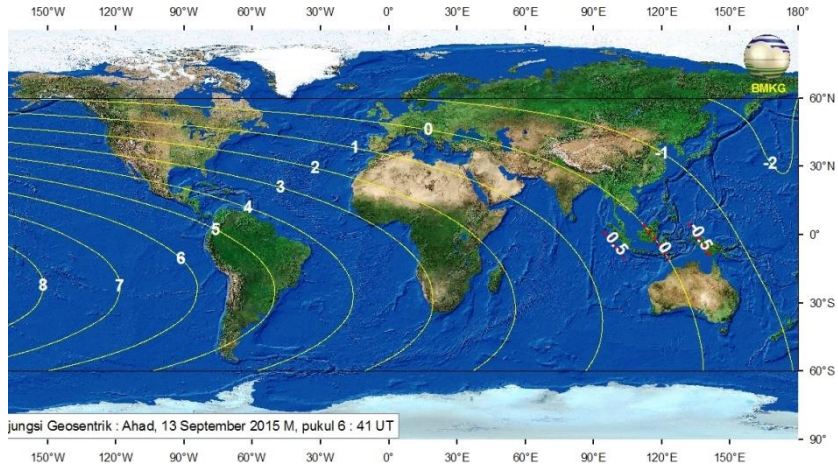 150°W 120°W 90°W 60°W 30°W 0° 30°E 60°E 90°E 120°E 150°E 180°
BMKG
60°N
0
1
-1
2
-2
30°N
3
4
5
0.5
0
-0.5
0°
6
7
8
30°S
60°S
jungsi Geosentrik : Ahad, 13 September 2015 M, pukul 6 : 41 UT
90°
150°W 120°W 90°W 60°W 30°W 0° 30°E 60°E 90°E 120°E 150°E